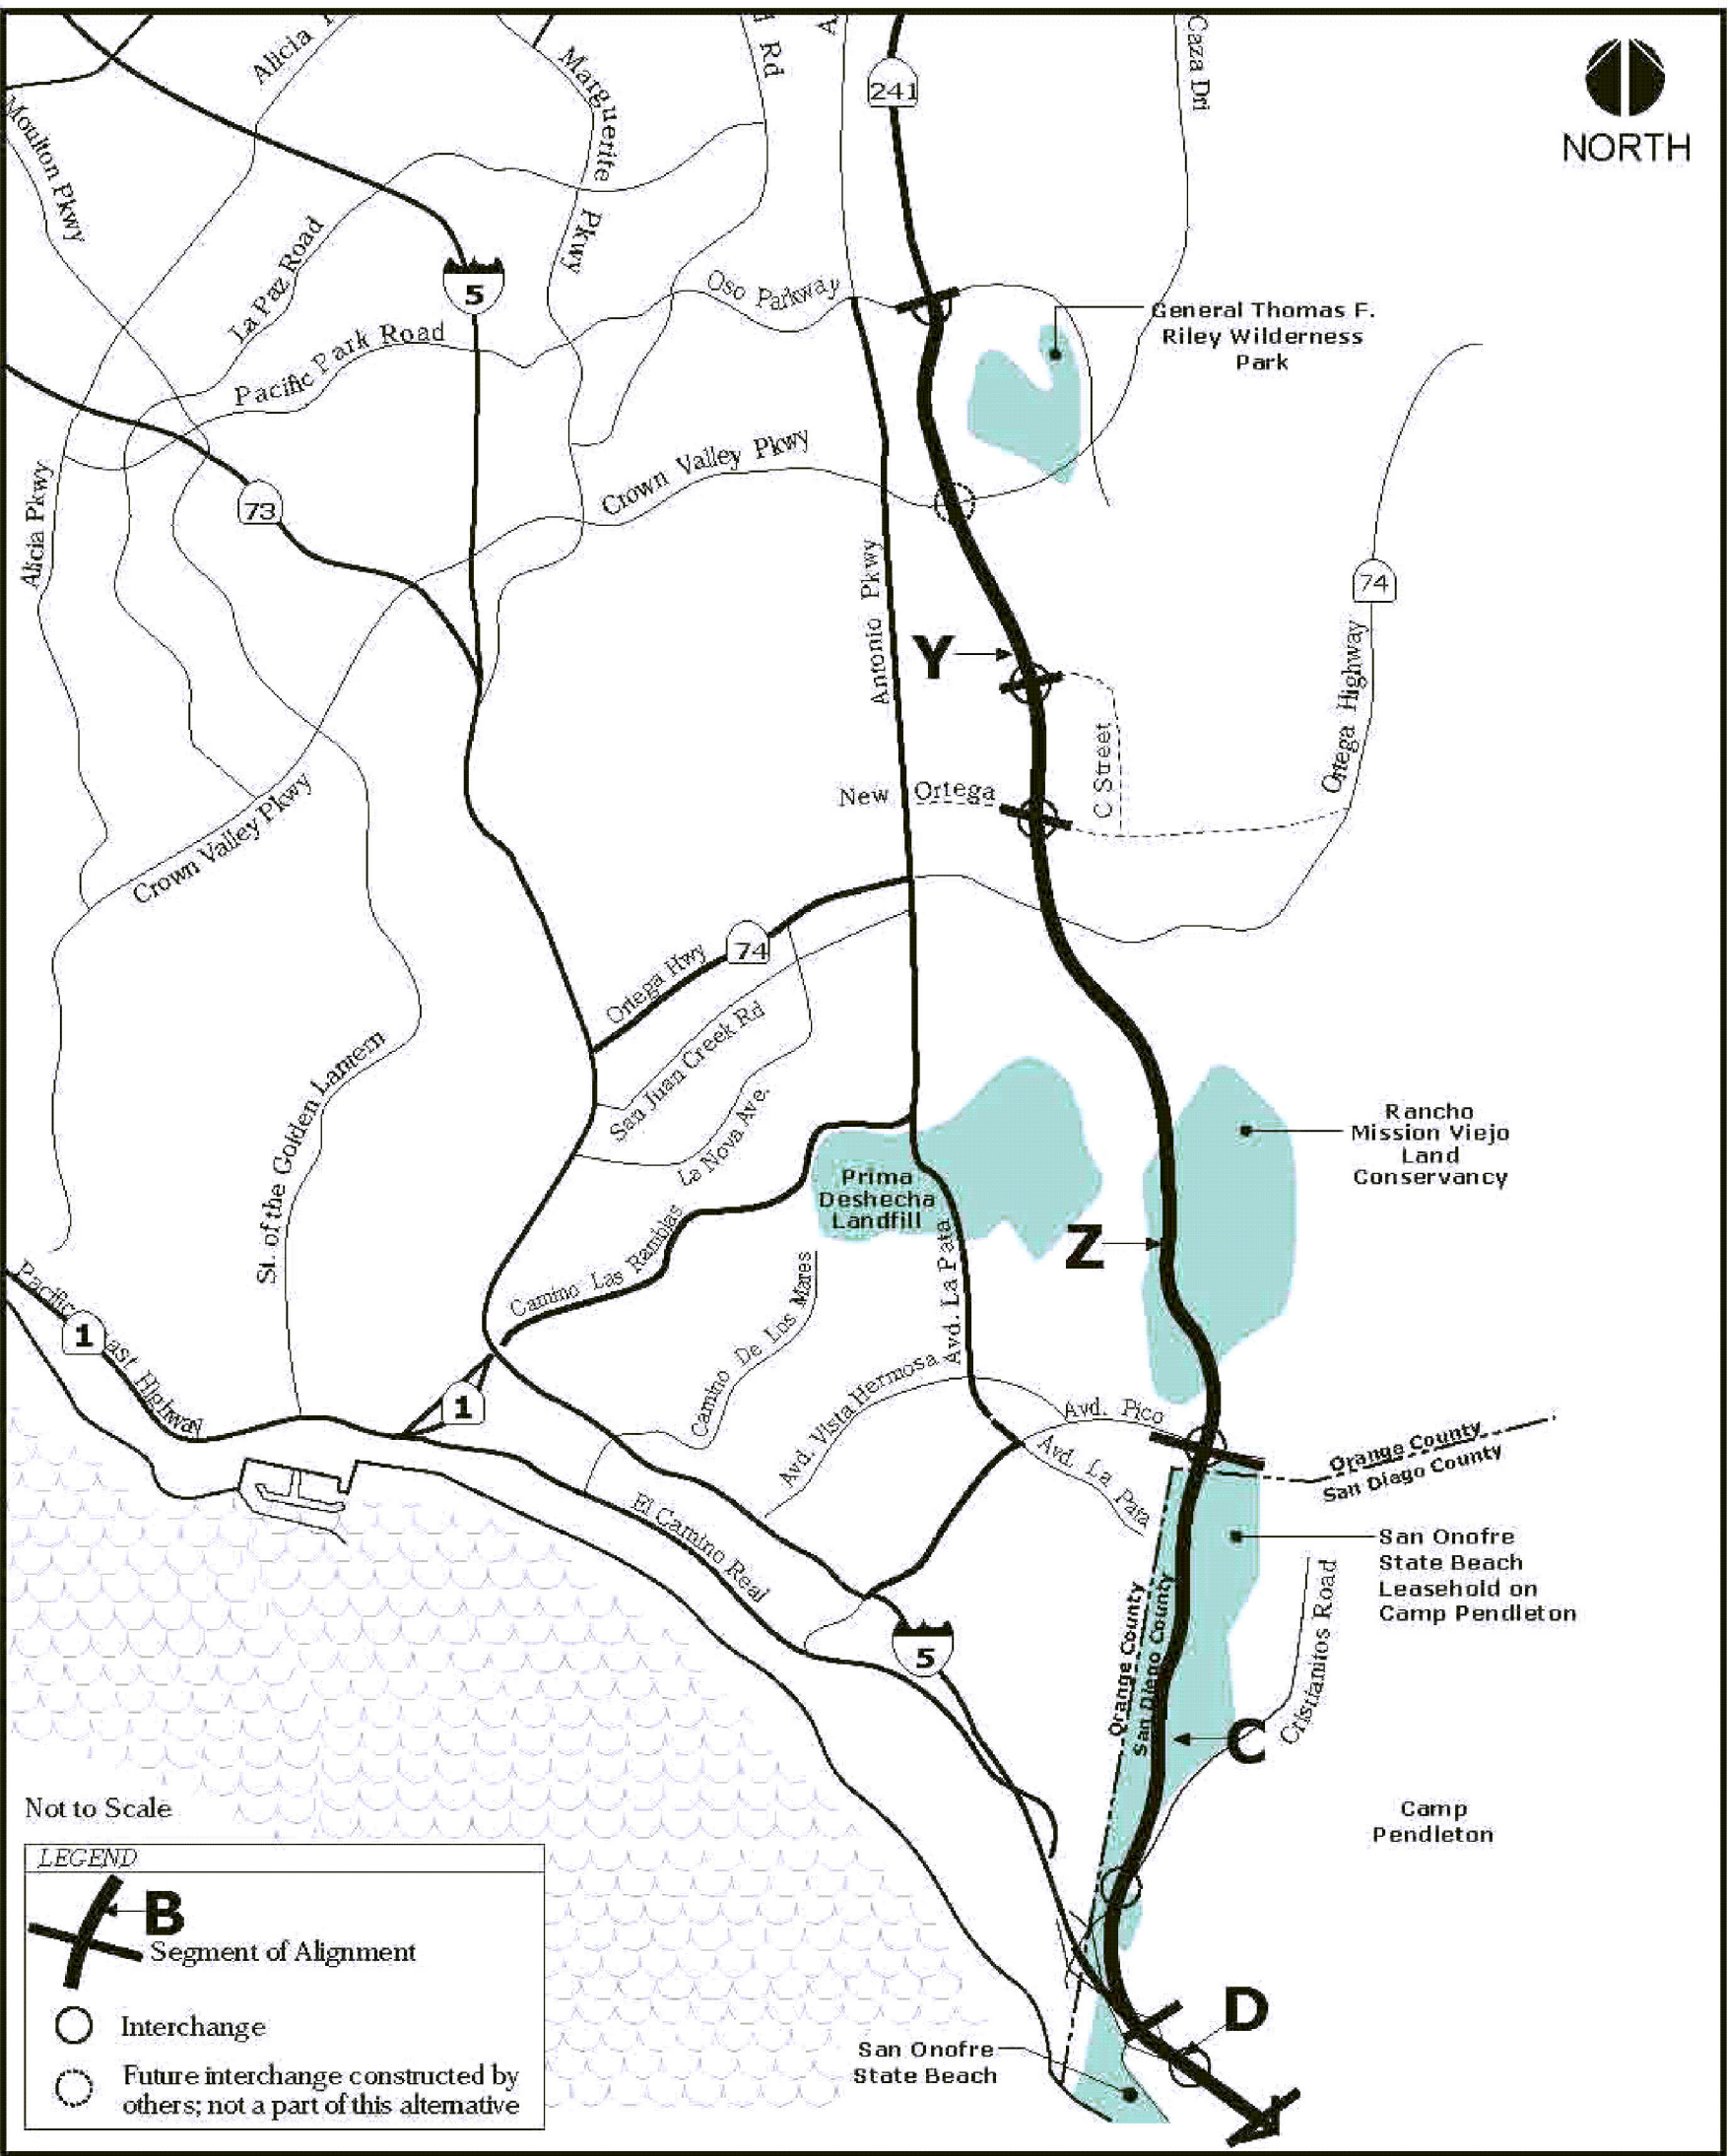 Alicia
Marguerite
Pkwy
Rd
241
Caza Dri
NORTH
Moulton Pkwy
La Paz Road
5
Oso Parkway
General Thomas F.
Riley Wilderness
Park
Pacific Park Road
Crown Valley Pkwy
73
Alicia Pkwy
Antonio Pkwy
74
Y
Ortega Highway
C Street
New Ortega
Crown Valley Pkwy
74
Ortega Hwy
San Juan Creek Rd
La Nova Ave.
St. of the Golden Lantern
Rancho
Mission Viejo
Land
Conservancy
Prima
Deshecha
Landfill
Z
Camino Las Ramblas
Avd. La Pata
Camino De Los Mares
Pacific
1
ast Highway
1
Avd. Vista Hermosa
Avd. Pico
Avd. La Pata
Orange County
San Diago County
El Camino Real
San Onofre
State Beach
Leasehold on
Camp Pendleton
Orange County
San Diego County
Cristianitos Road
5
C
Not to Scale
Camp
Pendleton
LEGEND
B
Segment of Alignment
Interchange
Future interchange constructed by
others; not a part of this alternative
D
San Onofre
State Beach